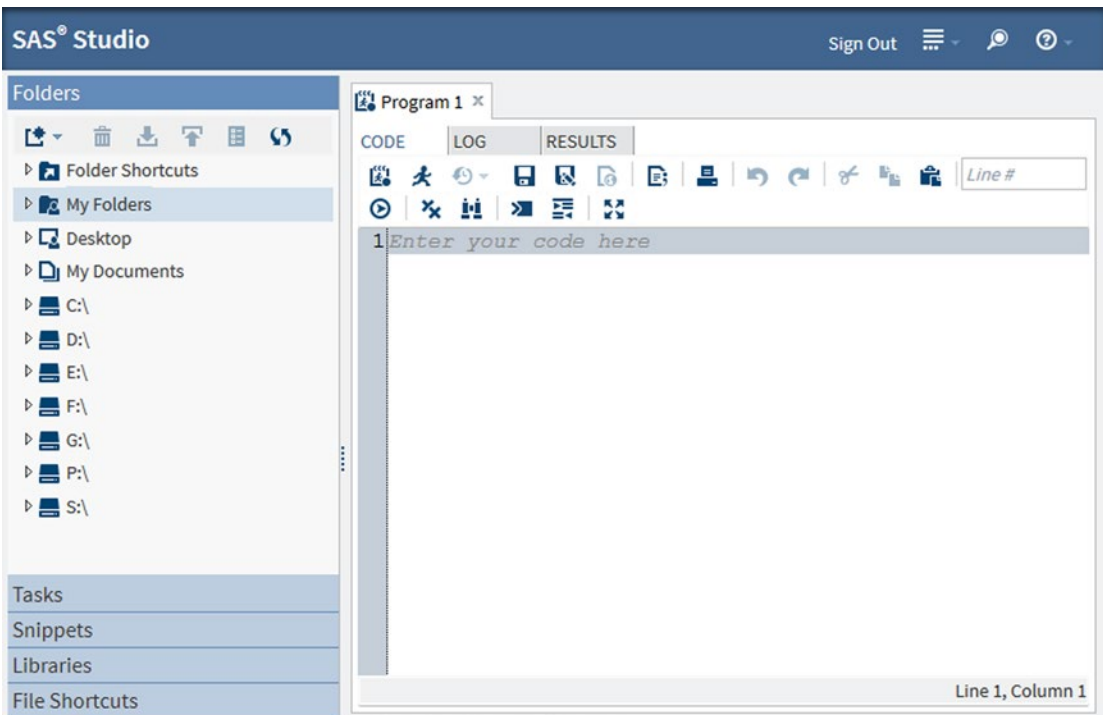 SAS® Studio
Sign Out
Folders
Folder Shortcuts
My Folders
Desktop
My Documents
C:\
D:\
E:\
F:\
G:\
P:\
S:\
Tasks
Snippets
Libraries
File Shortcuts
Program 1
CODE LOG RESULTS
Line #
1 Enter your code here
Line 1, Column 1